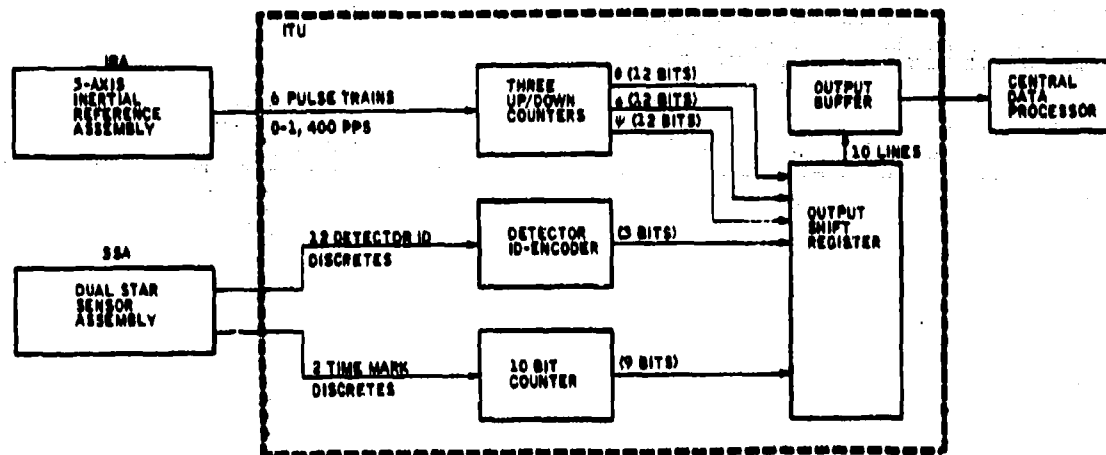 ITU
IRA
3-AXIS
INERTIAL
REFERENCE
ASSEMBLY
6 PULSE TRAINS
0-1, 400 PPS
THREE
UP/DOWN
COUNTERS
θ (12 BITS)
ϕ (12 BITS)
ψ (12 BITS)
OUTPUT
BUFFER
CENTRAL
DATA
PROCESSOR
10 LINES
OUTPUT
SHIFT
REGISTER
12 DETECTOR ID
DISCRETES
DETECTOR
ID-ENCODER
(3 BITS)
SSA
DUAL STAR
SENSOR
ASSEMBLY
2 TIME MARK
DISCRETES
10 BIT
COUNTER
(9 BITS)